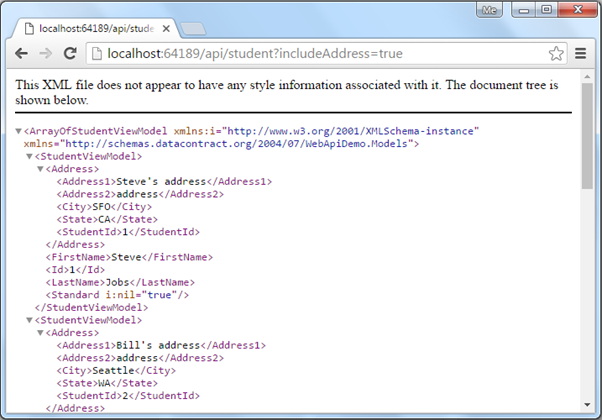 Me
localhost:64189/api/stude
localhost:64189/api/student?includeAddress=true
This XML file does not appear to have any style information associated with it. The document tree is
shown below.
<ArrayOfStudentViewModel xmlns:i="http://www.w3.org/2001/XMLSchema-instance"
xmlns="http://schemas.datacontract.org/2004/07/WebApiDemo.Models">
<StudentViewModel>
<Address>
<Address1>Steve's address</Address1>
<Address2>address</Address2>
<City>SFO</City>
<State>CA</State>
<StudentId>1</StudentId>
</Address>
<FirstName>Steve</FirstName>
<Id>1</Id>
<LastName>Jobs</LastName>
<Standard i:nil="true"/>
</StudentViewModel>
<StudentViewModel>
<Address>
<Address1>Bill's address</Address1>
<Address2>address</Address2>
<City>Seattle</City>
<State>WA</State>
<StudentId>2</StudentId>
</Address>